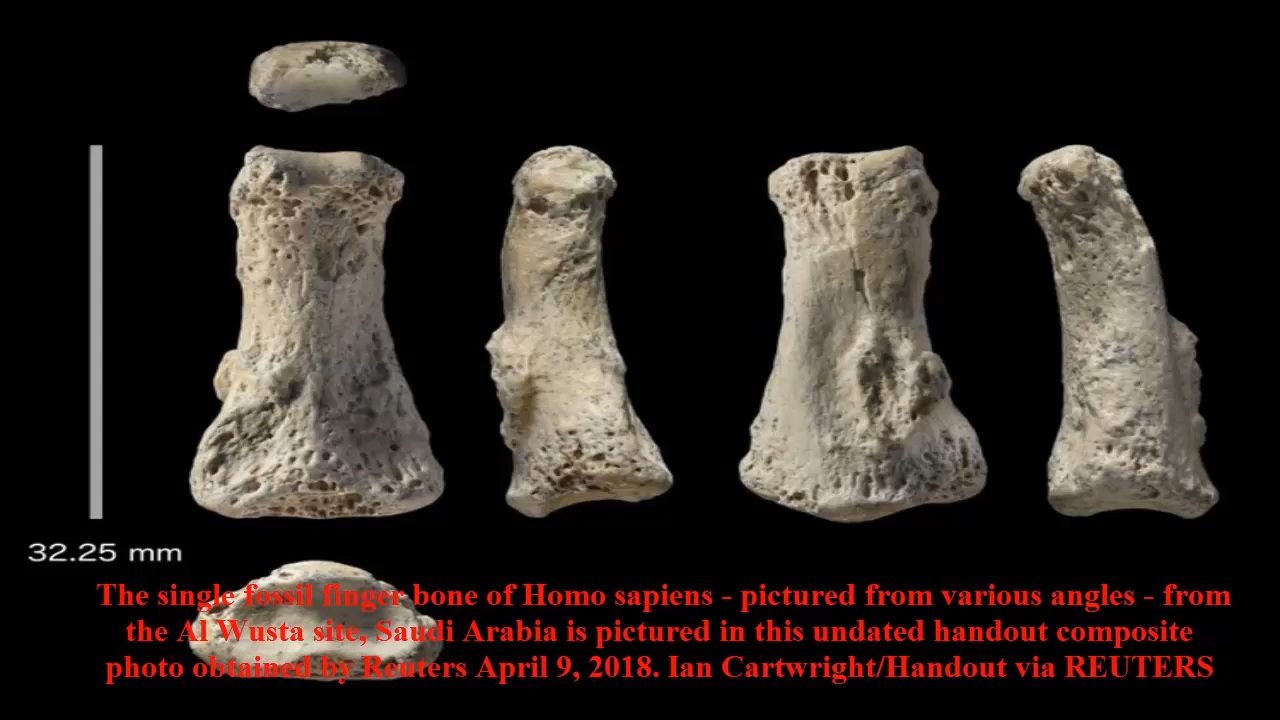 32.25 mm
The single fossil finger bone of Homo sapiens - pictured from various angles - from
the Al Wusta site, Saudi Arabia is pictured in this undated handout composite
photo obtained by Reuters April 9, 2018. Ian Cartwright/Handout via REUTERS